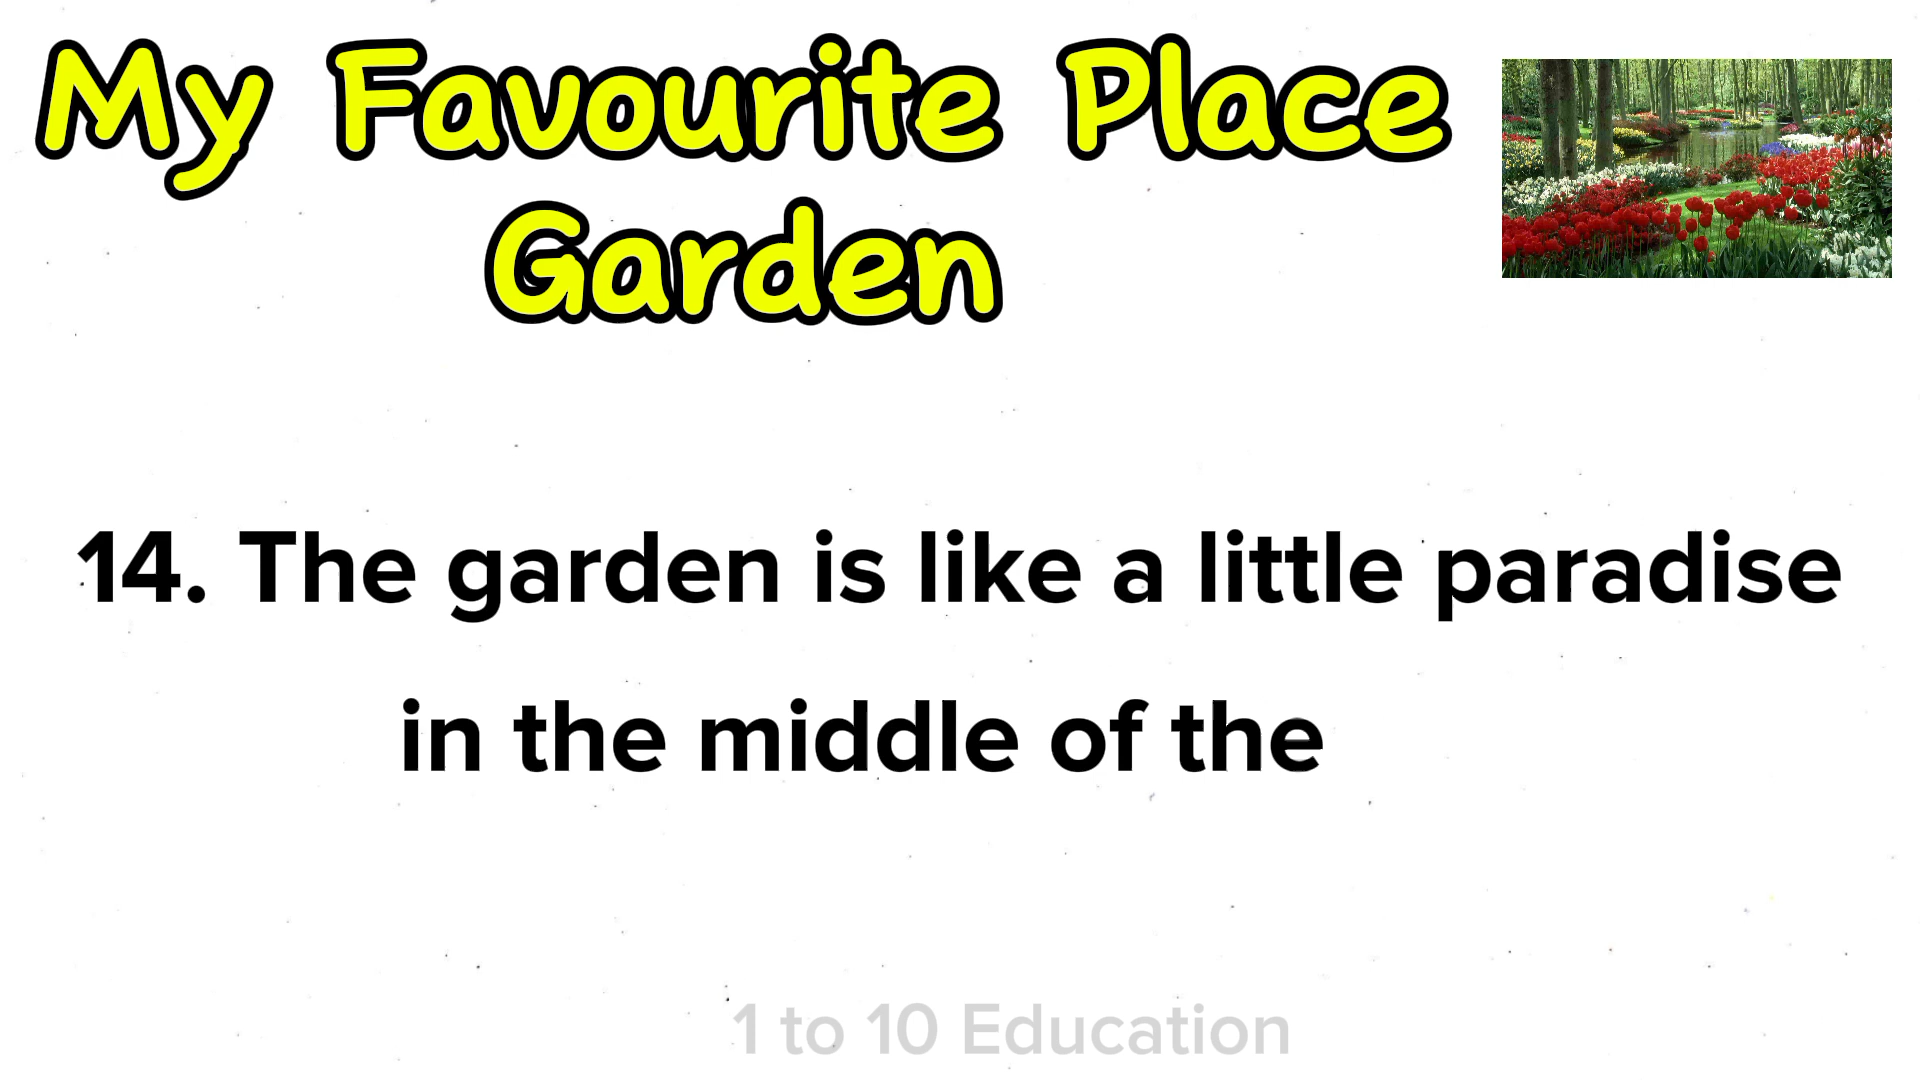 My Favourite Place
Garden
14. The garden is like a little paradise
in the middle of the
1 to 10 Education